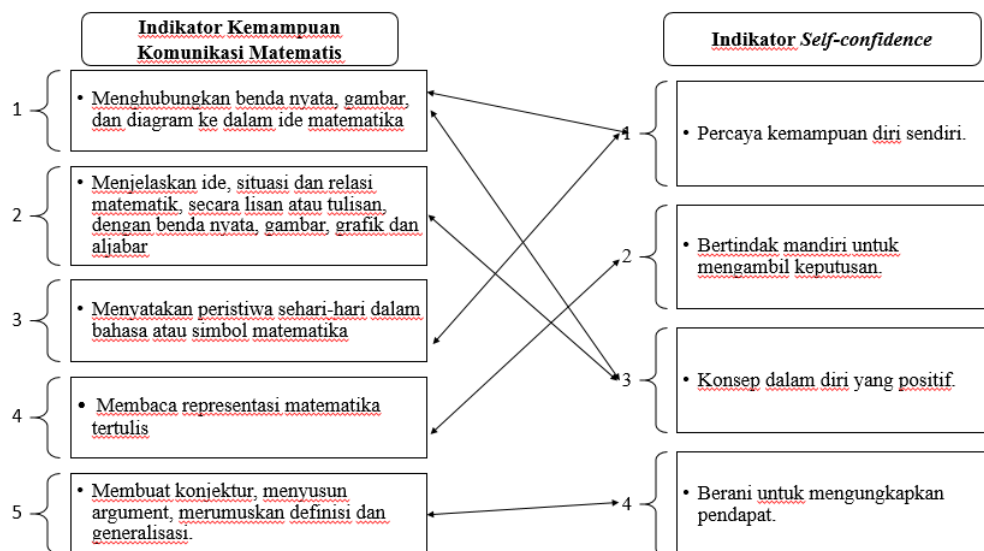 Indikator Kemampuan
Komunikasi Matematis
1
• Menghubungkan benda nyata, gambar,
dan diagram ke dalam ide matematika
2
• Menjelaskan ide, situasi dan relasi
matematik, secara lisan atau tulisan,
dengan benda nyata, gambar, grafik dan
aljabar
3
• Menyatakan peristiwa sehari-hari dalam
bahasa atau simbol matematika
4
• Membaca representasi matematika
tertulis
5
• Membuat konjektur, menyusun
argument, merumuskan definisi dan
generalisasi.
Indikator Self-confidence
1
• Percaya kemampuan diri sendiri.
2
• Bertindak mandiri untuk
mengambil keputusan.
3
• Konsep dalam diri yang positif.
4
• Berani untuk mengungkapkan
pendapat.